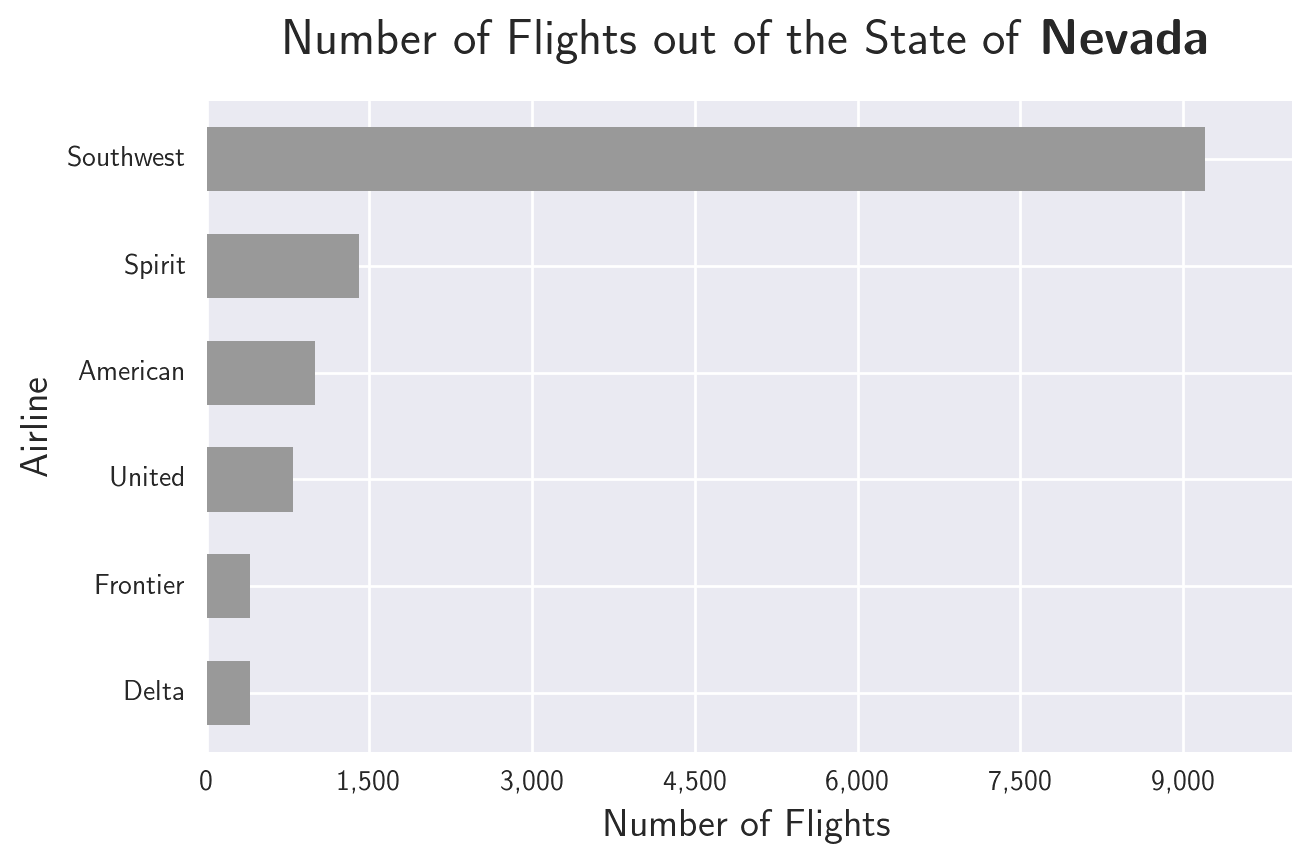 Number of Flights out of the State of Nevada
Southwest
Spirit
American
United
Frontier
Delta
Airline
0 1,500 3,000 4,500 6,000 7,500 9,000
Number of Flights